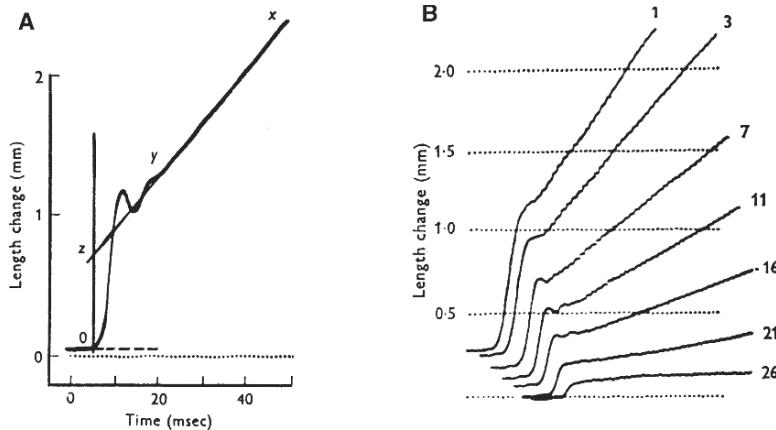 A
x
2
y
1
z
0
0
0
20
40
Length change (mm)
Time (msec)
B
1
3
2·0
7
1·5
11
1·0
16
0·5
21
26
Length change (mm)